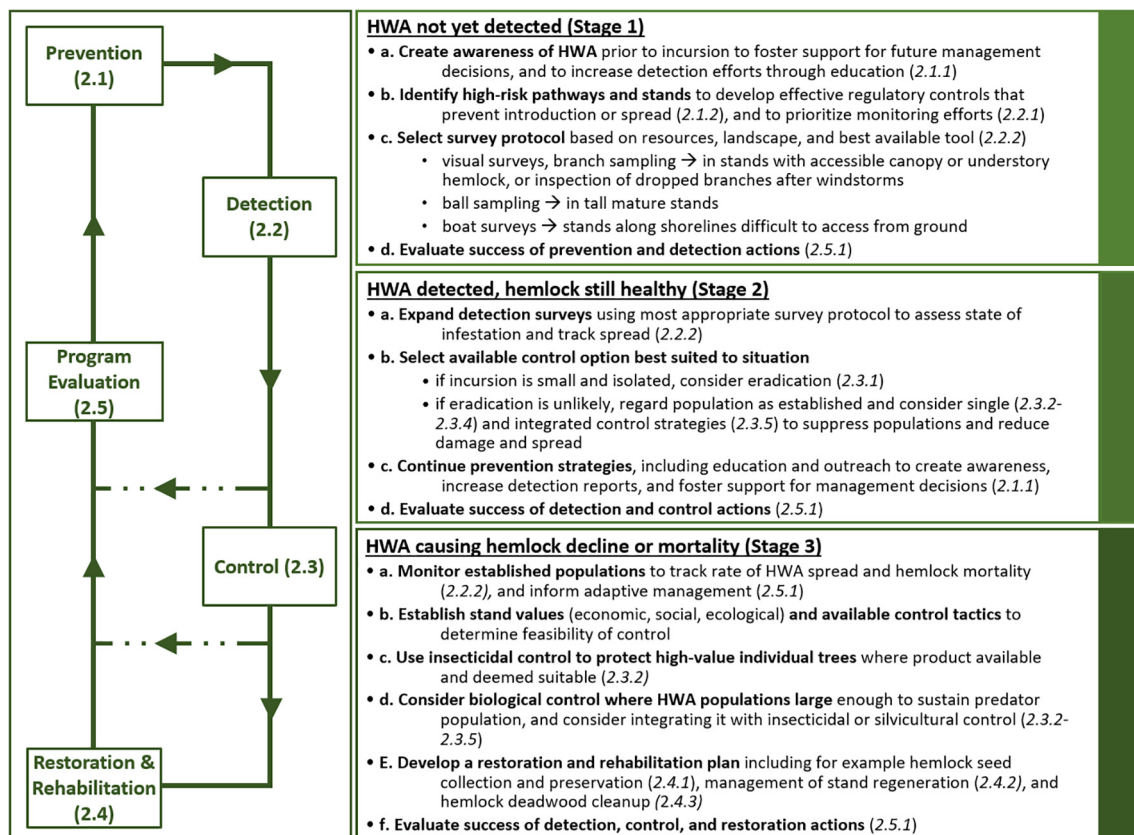 Prevention
(2.1)
Detection
(2.2)
Program
Evaluation
(2.5)
Control (2.3)
Restoration &
Rehabilitation
(2.4)
HWA not yet detected (Stage 1)
• a. Create awareness of HWA prior to incursion to foster support for future management
decisions, and to increase detection efforts through education (2.1.1)
• b. Identify high-risk pathways and stands to develop effective regulatory controls that
prevent introduction or spread (2.1.2), and to prioritize monitoring efforts (2.2.1)
• c. Select survey protocol based on resources, landscape, and best available tool (2.2.2)
• visual surveys, branch sampling → in stands with accessible canopy or understory
hemlock, or inspection of dropped branches after windstorms
• ball sampling → in tall mature stands
• boat surveys → stands along shorelines difficult to access from ground
• d. Evaluate success of prevention and detection actions (2.5.1)
HWA detected, hemlock still healthy (Stage 2)
• a. Expand detection surveys using most appropriate survey protocol to assess state of
infestation and track spread (2.2.2)
• b. Select available control option best suited to situation
• if incursion is small and isolated, consider eradication (2.3.1)
• if eradication is unlikely, regard population as established and consider single (2.3.2-
2.3.4) and integrated control strategies (2.3.5) to suppress populations and reduce
damage and spread
• c. Continue prevention strategies, including education and outreach to create awareness,
increase detection reports, and foster support for management decisions (2.1.1)
• d. Evaluate success of detection and control actions (2.5.1)
HWA causing hemlock decline or mortality (Stage 3)
• a. Monitor established populations to track rate of HWA spread and hemlock mortality
(2.2.2), and inform adaptive management (2.5.1)
• b. Establish stand values (economic, social, ecological) and available control tactics to
determine feasibility of control
• c. Use insecticidal control to protect high-value individual trees where product available
and deemed suitable (2.3.2)
• d. Consider biological control where HWA populations large enough to sustain predator
population, and consider integrating it with insecticidal or silvicultural control (2.3.2-
2.3.5)
• E. Develop a restoration and rehabilitation plan including for example hemlock seed
collection and preservation (2.4.1), management of stand regeneration (2.4.2), and
hemlock deadwood cleanup (2.4.3)
• f. Evaluate success of detection, control, and restoration actions (2.5.1)